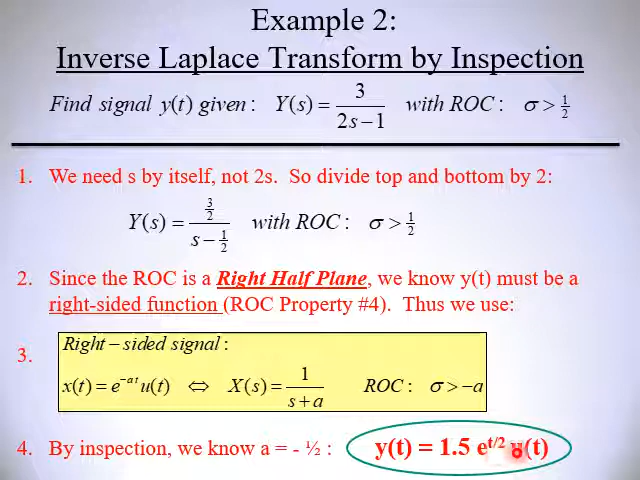 Example 2:
Inverse Laplace Transform by Inspection
Find signal y(t) given: Y(s) = 3/(2s−1) with ROC: σ > 1/2
1. We need s by itself, not 2s. So divide top and bottom by 2:
Y(s) = (3/2)/(s − 1/2) with ROC: σ > 1/2
2. Since the ROC is a Right Half Plane, we know y(t) must be a
right-sided function (ROC Property #4). Thus we use:
3.
Right – sided signal:
x(t) = e^{−at} u(t) ⇔ X(s) = 1/(s + a) ROC: σ > −a
4. By inspection, we know a = - ½ : y(t) = 1.5 e^{t/2} u(t)